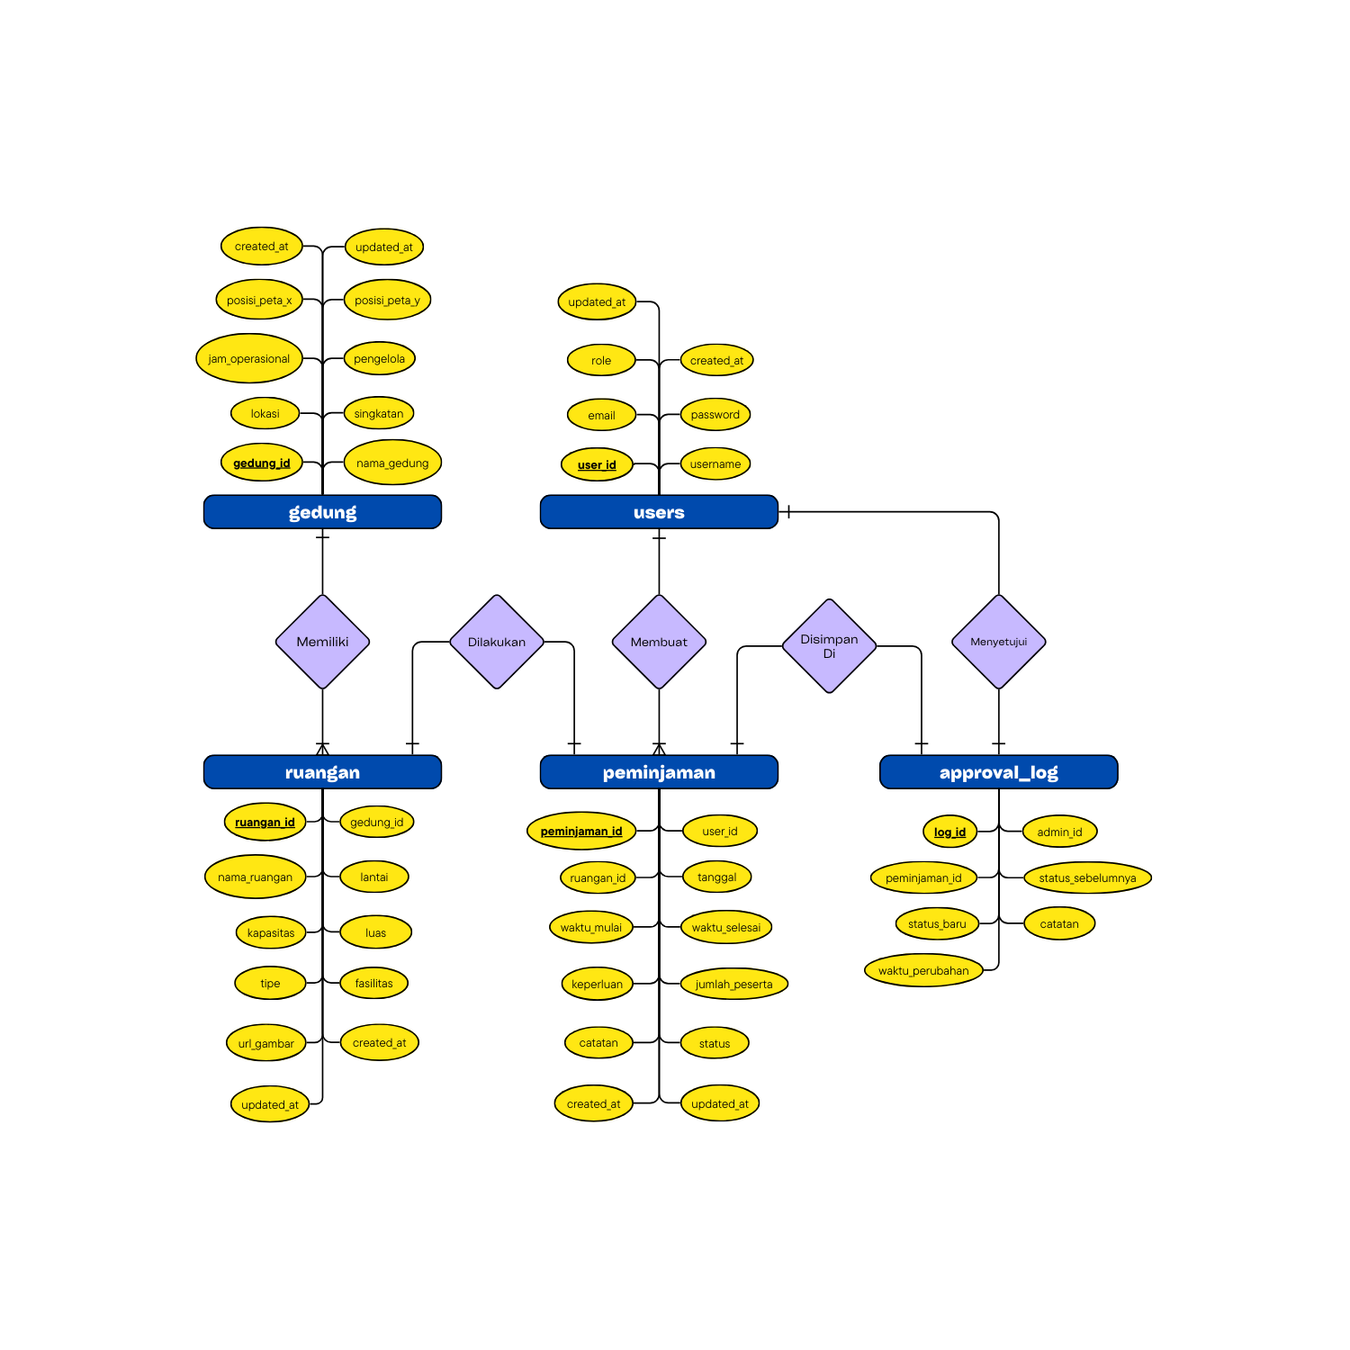 created_at
updated_at
posisi_peta_x
posisi_peta_y
jam_operasional
pengelola
lokasi
singkatan
gedung_id
nama_gedung
gedung
updated_at
role
created_at
email
password
user_id
username
users
Memiliki
Dilakukan
Membuat
Disimpan
Di
Menyetujui
ruangan
peminjaman
approval_log
ruangan_id
gedung_id
nama_ruangan
lantai
kapasitas
luas
tipe
fasilitas
url_gambar
created_at
updated_at
peminjaman_id
user_id
ruangan_id
tanggal
waktu_mulai
waktu_selesai
keperluan
jumlah_peserta
catatan
status
created_at
updated_at
log_id
admin_id
peminjaman_id
status_sebelumnya
status_baru
catatan
waktu_perubahan